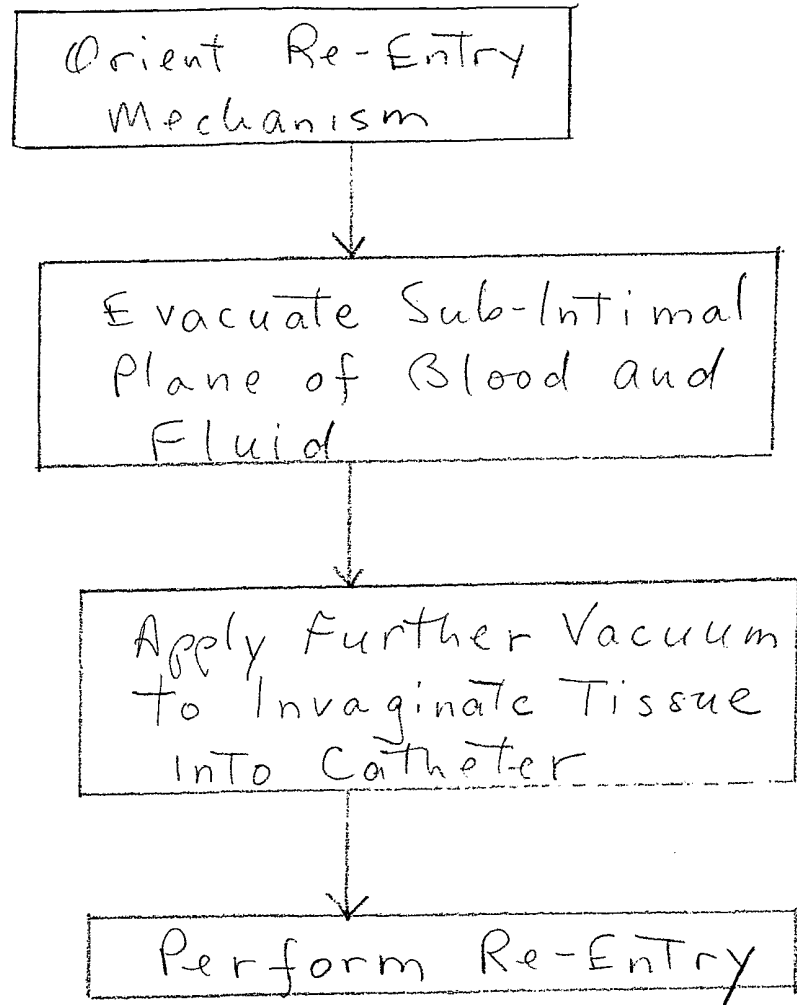 Orient Re-Entry
Mechanism
Evacuate Sub-Intimal
Plane of Blood and
Fluid
Apply Further Vacuum
to Invaginate Tissue
Into Catheter
Perform Re-Entry